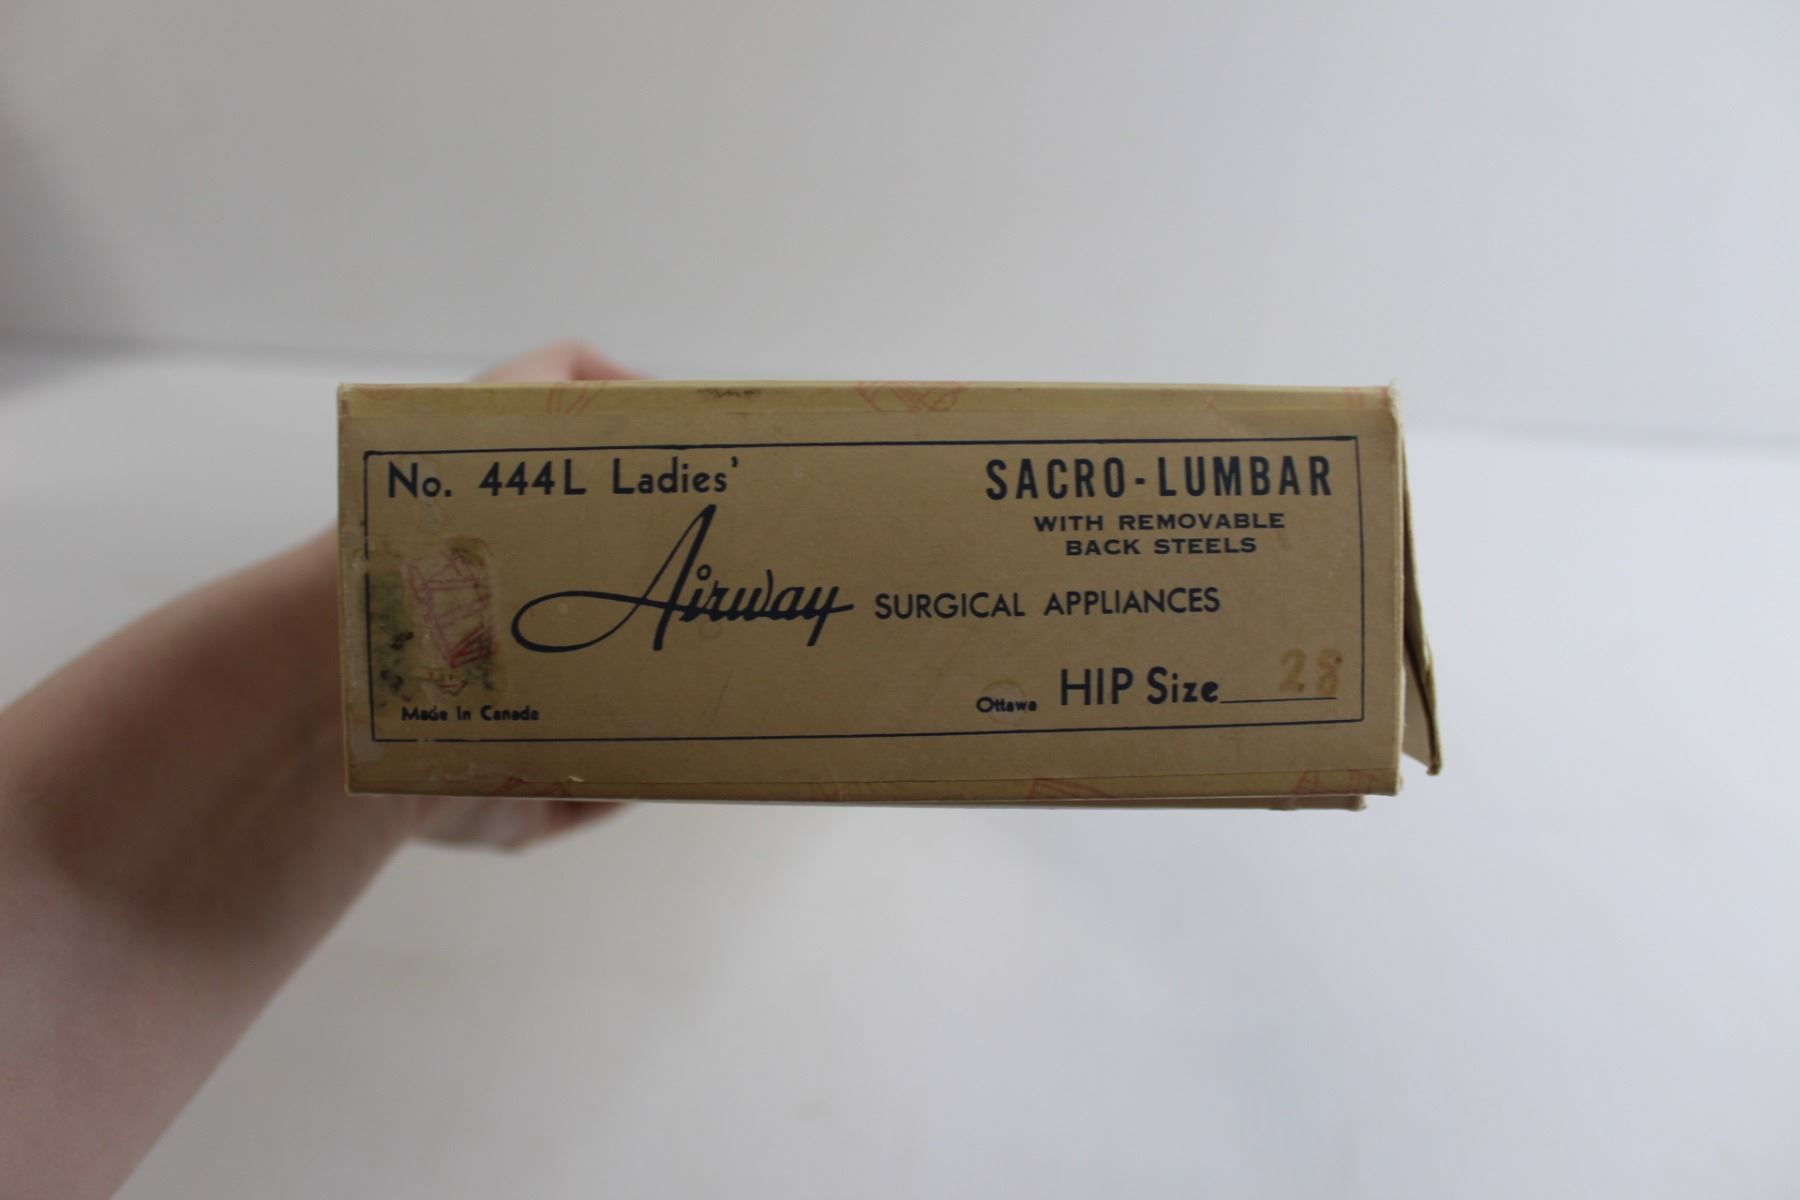 No. 444L Ladies'
SACRO-LUMBAR
WITH REMOVABLE
BACK STEELS
Airway SURGICAL APPLIANCES
Made in Canada
Ottawa
HIP Size 28